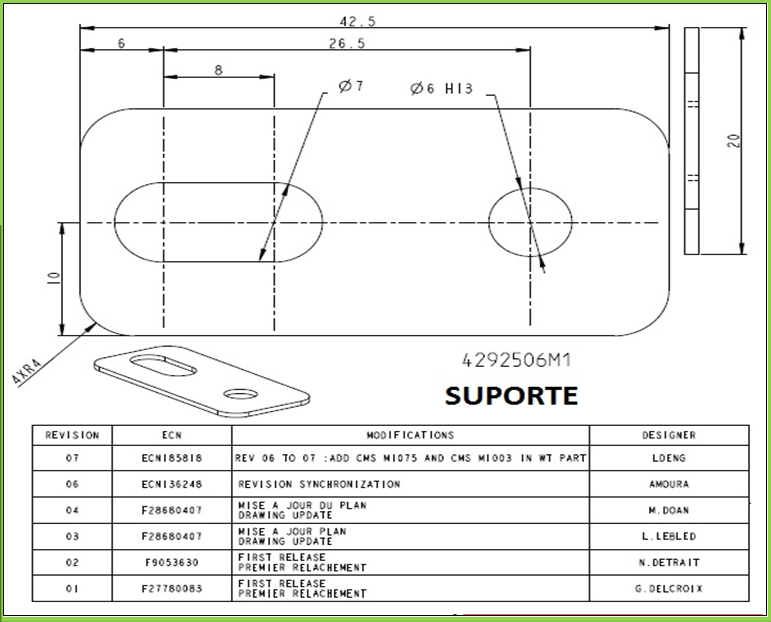 42.5
6
26.5
8
Ø7
Ø6 H13
20
10
4XR4
4292506M1
SUPORTE
REVISION ECN MODIFICATIONS DESIGNER
07 ECN185818 REV 06 TO 07 :ADD CMS M1075 AND CMS M1003 IN WT PART LDENG
06 ECN136248 REVISION SYNCHRONIZATION AMOURA
04 F28680407 MISE A JOUR DU PLAN
DRAWING UPDATE M.DOAN
03 F28680407 MISE A JOUR PLAN
DRAWING UPDATE L.LEBLED
02 F9053630 FIRST RELEASE
PREMIER RELACHEMENT N.DETRAIT
01 F27780083 FIRST RELEASE
PREMIER RELACHEMENT G.DELCROIX